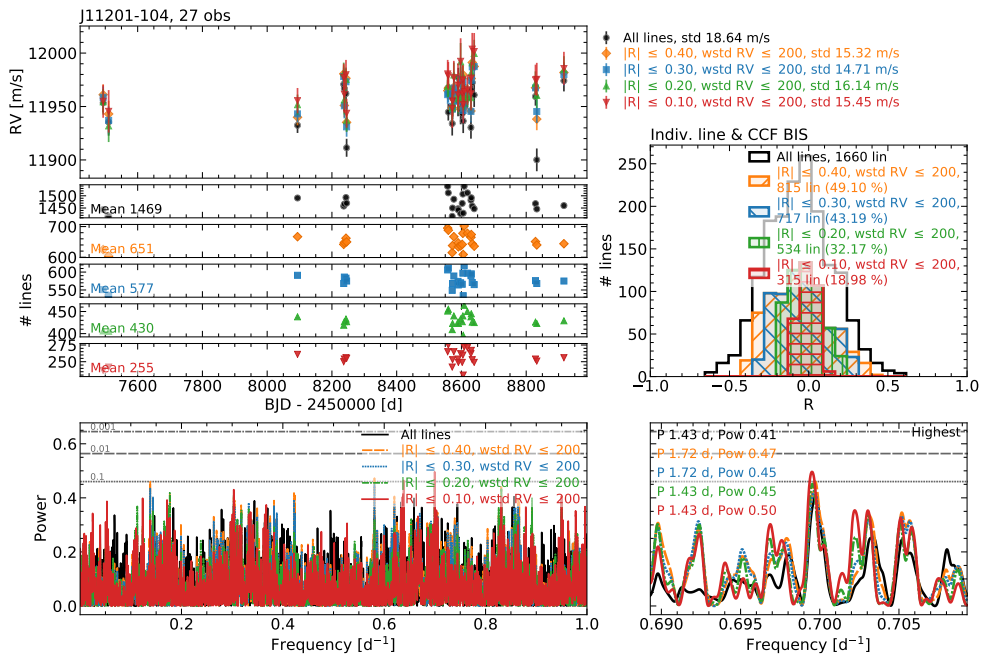 J11201-104, 27 obs
12000
11950
11900
RV [m/s]
All lines, std 18.64 m/s
|R| ≤ 0.40, wstd RV ≤ 200, std 15.32 m/s
|R| ≤ 0.30, wstd RV ≤ 200, std 14.71 m/s
|R| ≤ 0.20, wstd RV ≤ 200, std 16.14 m/s
|R| ≤ 0.10, wstd RV ≤ 200, std 15.45 m/s
1500
1450
Mean 1469
700
600
Mean 651
600
550
Mean 577
450
400
Mean 430
275
250
Mean 255
# lines
7600 7800 8000 8200 8400 8600 8800
BJD - 2450000 [d]
Indiv. line & CCF BIS
All lines, 1660 lin
|R| ≤ 0.40, wstd RV ≤ 200,
815 lin (49.10 %)
|R| ≤ 0.30, wstd RV ≤ 200,
717 lin (43.19 %)
|R| ≤ 0.20, wstd RV ≤ 200,
534 lin (32.17 %)
|R| ≤ 0.10, wstd RV ≤ 200,
315 lin (18.98 %)
250
200
150
100
50
0
# lines
−1.0 −0.5 0.0 0.5 1.0
R
0.6
0.4
0.2
0.0
Power
0.001
0.01
0.1
All lines
|R| ≤ 0.40, wstd RV ≤ 200
|R| ≤ 0.30, wstd RV ≤ 200
|R| ≤ 0.20, wstd RV ≤ 200
|R| ≤ 0.10, wstd RV ≤ 200
0.2 0.4 0.6 0.8 1.0
Frequency [d⁻¹]
Highest
P 1.43 d, Pow 0.41
P 1.72 d, Pow 0.47
P 1.72 d, Pow 0.45
P 1.43 d, Pow 0.45
P 1.43 d, Pow 0.50
0.690 0.695 0.700 0.705
Frequency [d⁻¹]